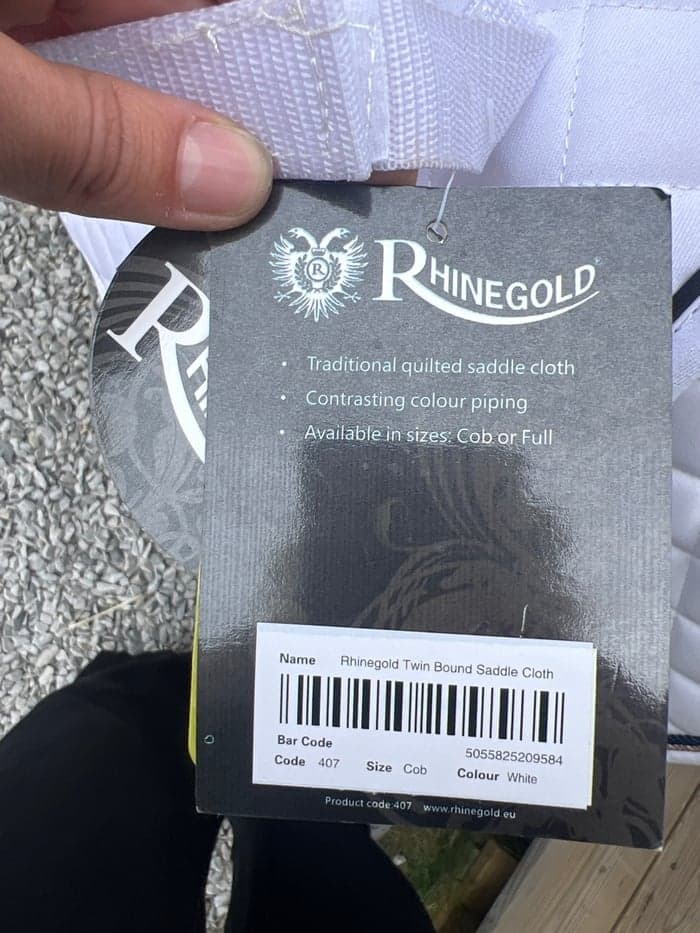 R
RHINEGOLD
• Traditional quilted saddle cloth
• Contrasting colour piping
• Available in sizes: Cob or Full
Name Rhinegold Twin Bound Saddle Cloth
Bar Code 5055825209584
Code 407 Size Cob Colour White
Product code:407 www.rhinegold.eu